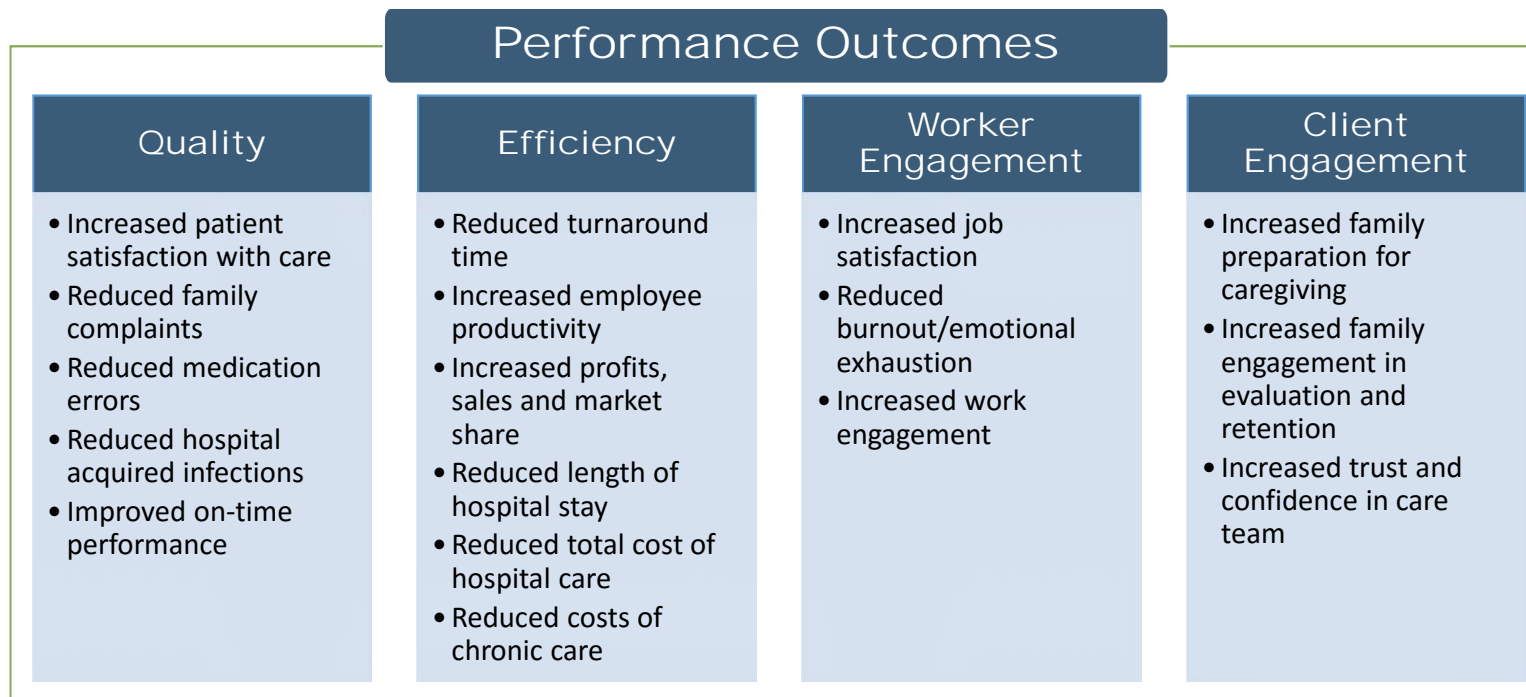 Performance Outcomes
Quality
• Increased patient
satisfaction with care
• Reduced family
complaints
• Reduced medication
errors
• Reduced hospital
acquired infections
• Improved on-time
performance
Efficiency
• Reduced turnaround
time
• Increased employee
productivity
• Increased profits,
sales and market
share
• Reduced length of
hospital stay
• Reduced total cost of
hospital care
• Reduced costs of
chronic care
Worker
Engagement
• Increased job
satisfaction
• Reduced
burnout/emotional
exhaustion
• Increased work
engagement
Client
Engagement
• Increased family
preparation for
caregiving
• Increased family
engagement in
evaluation and
retention
• Increased trust and
confidence in care
team